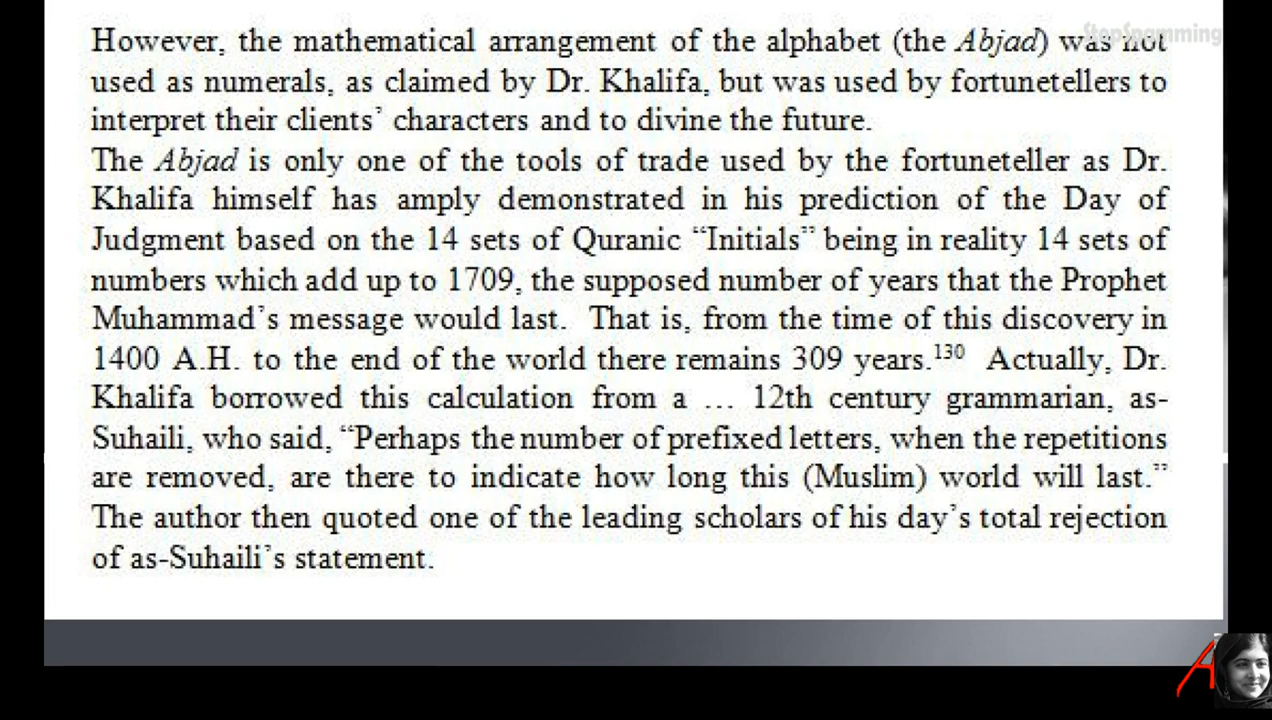 StopSpamming
However, the mathematical arrangement of the alphabet (the Abjad) was not
used as numerals, as claimed by Dr. Khalifa, but was used by fortunetellers to
interpret their clients’ characters and to divine the future.
The Abjad is only one of the tools of trade used by the fortuneteller as Dr.
Khalifa himself has amply demonstrated in his prediction of the Day of
Judgment based on the 14 sets of Quranic “Initials” being in reality 14 sets of
numbers which add up to 1709, the supposed number of years that the Prophet
Muhammad’s message would last. That is, from the time of this discovery in
1400 A.H. to the end of the world there remains 309 years.130 Actually, Dr.
Khalifa borrowed this calculation from a ... 12th century grammarian, as-
Suhaili, who said, “Perhaps the number of prefixed letters, when the repetitions
are removed, are there to indicate how long this (Muslim) world will last.”
The author then quoted one of the leading scholars of his day’s total rejection
of as-Suhaili’s statement.
A